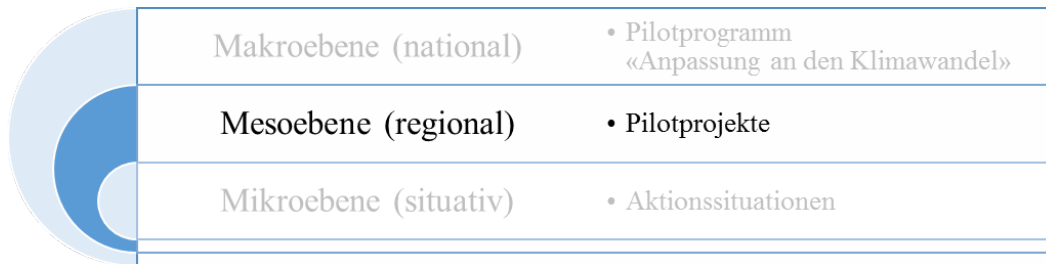 Makroebene (national)
• Pilotprogramm
«Anpassung an den Klimawandel»
Mesoebene (regional)
• Pilotprojekte
Mikroebene (situativ)
• Aktionssituationen